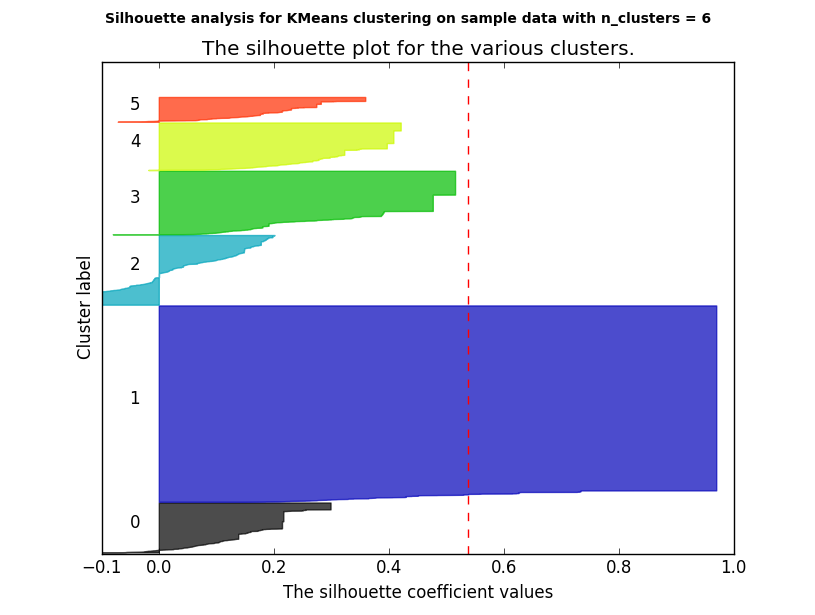 Silhouette analysis for KMeans clustering on sample data with n_clusters = 6
The silhouette plot for the various clusters.
5
4
3
2
1
0
Cluster label
−0.1 0.0 0.2 0.4 0.6 0.8 1.0
The silhouette coefficient values